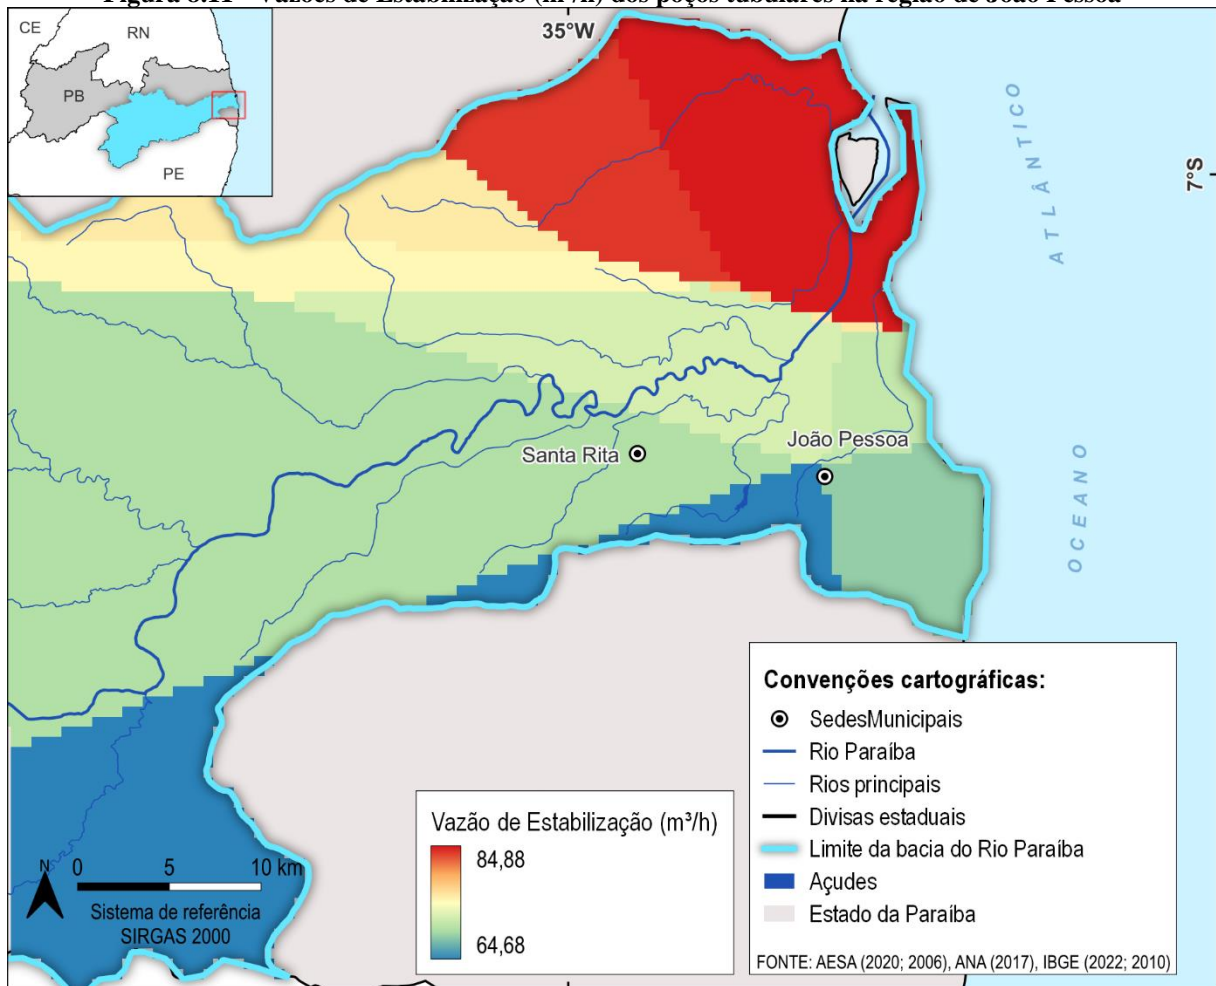 Figura 8.11 - Vazões de Estabilização (m³/h) dos poços tubulares na região de João Pessoa
35°W
CE
RN
PB
PE
7°S
ATLÂNTICO
OCEANO
João Pessoa
Santa Rita
Convenções cartográficas:
SedesMunicipais
Rio Paraíba
Rios principais
Divisas estaduais
Limite da bacia do Rio Paraíba
Açudes
Estado da Paraíba
FONTE: AESA (2020; 2006), ANA (2017), IBGE (2022; 2010)
Vazão de Estabilização (m³/h)
84,88
64,68
N
0 5 10 km
Sistema de referência
SIRGAS 2000